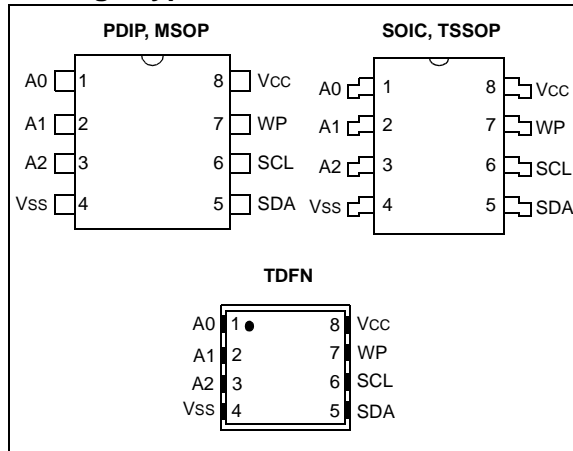 PDIP, MSOP
A0 1 8 VCC
A1 2 7 WP
A2 3 6 SCL
VSS 4 5 SDA
SOIC, TSSOP
A0 1 8 VCC
A1 2 7 WP
A2 3 6 SCL
VSS 4 5 SDA
TDFN
A0 1 8 VCC
A1 2 7 WP
A2 3 6 SCL
VSS 4 5 SDA